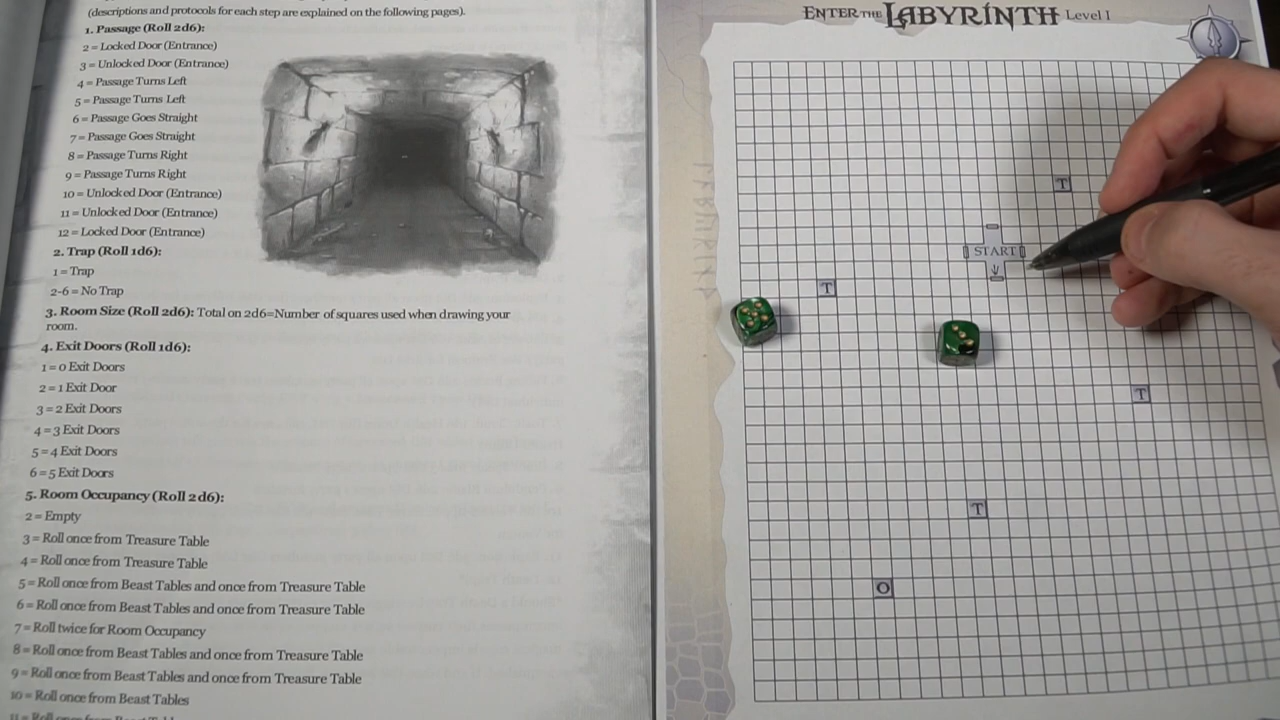 (descriptions and protocols for each step are explained on the following pages).
1. Passage (Roll 2d6):
2 = Locked Door (Entrance)
3 = Unlocked Door (Entrance)
4 = Passage Turns Left
5 = Passage Turns Left
6 = Passage Goes Straight
7 = Passage Goes Straight
8 = Passage Turns Right
9 = Passage Turns Right
10 = Unlocked Door (Entrance)
11 = Unlocked Door (Entrance)
12 = Locked Door (Entrance)
2. Trap (Roll 1d6):
1 = Trap
2-6 = No Trap
3. Room Size (Roll 2d6): Total on 2d6=Number of squares used when drawing your
room.
4. Exit Doors (Roll 1d6):
1 = 0 Exit Doors
2 = 1 Exit Door
3 = 2 Exit Doors
4 = 3 Exit Doors
5 = 4 Exit Doors
6 = 5 Exit Doors
5. Room Occupancy (Roll 2d6):
2 = Empty
3 = Roll once from Treasure Table
4 = Roll once from Treasure Table
5 = Roll once from Beast Tables and once from Treasure Table
6 = Roll once from Beast Tables and once from Treasure Table
7 = Roll twice for Room Occupancy
8 = Roll once from Beast Tables and once from Treasure Table
9 = Roll once from Beast Tables and once from Treasure Table
10 = Roll once from Beast Tables
11 = Roll once from Beast
ENTER THE LABYRÍNTH Level I
T
START
T
T
T
O